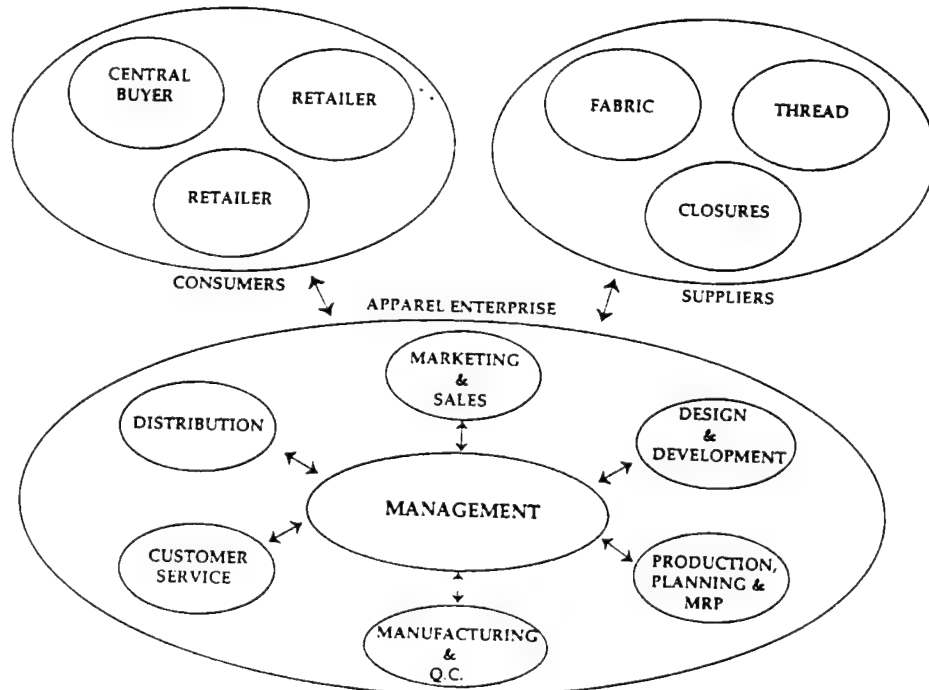 CENTRAL
BUYER
RETAILER
RETAILER
CONSUMERS
FABRIC
THREAD
CLOSURES
SUPPLIERS
APPAREL ENTERPRISE
MARKETING
&
SALES
DISTRIBUTION
DESIGN
&
DEVELOPMENT
MANAGEMENT
CUSTOMER
SERVICE
PRODUCTION,
PLANNING &
MRP
MANUFACTURING
&
Q.C.